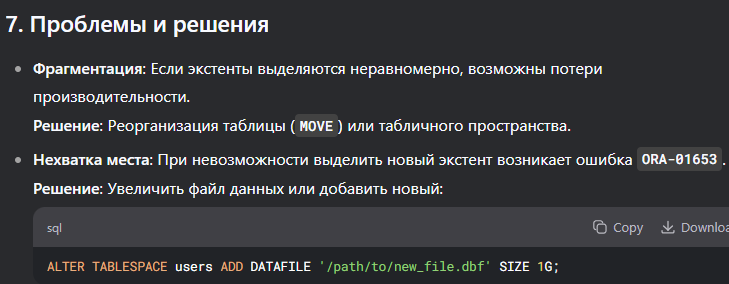 7. Проблемы и решения
• Фрагментация: Если экстенты выделяются неравномерно, возможны потери
производительности.
Решение: Реорганизация таблицы (MOVE) или табличного пространства.
• Нехватка места: При невозможности выделить новый экстент возникает ошибка ORA-01653.
Решение: Увеличить файл данных или добавить новый:
sql Copy Downloa
ALTER TABLESPACE users ADD DATAFILE '/path/to/new_file.dbf' SIZE 1G;